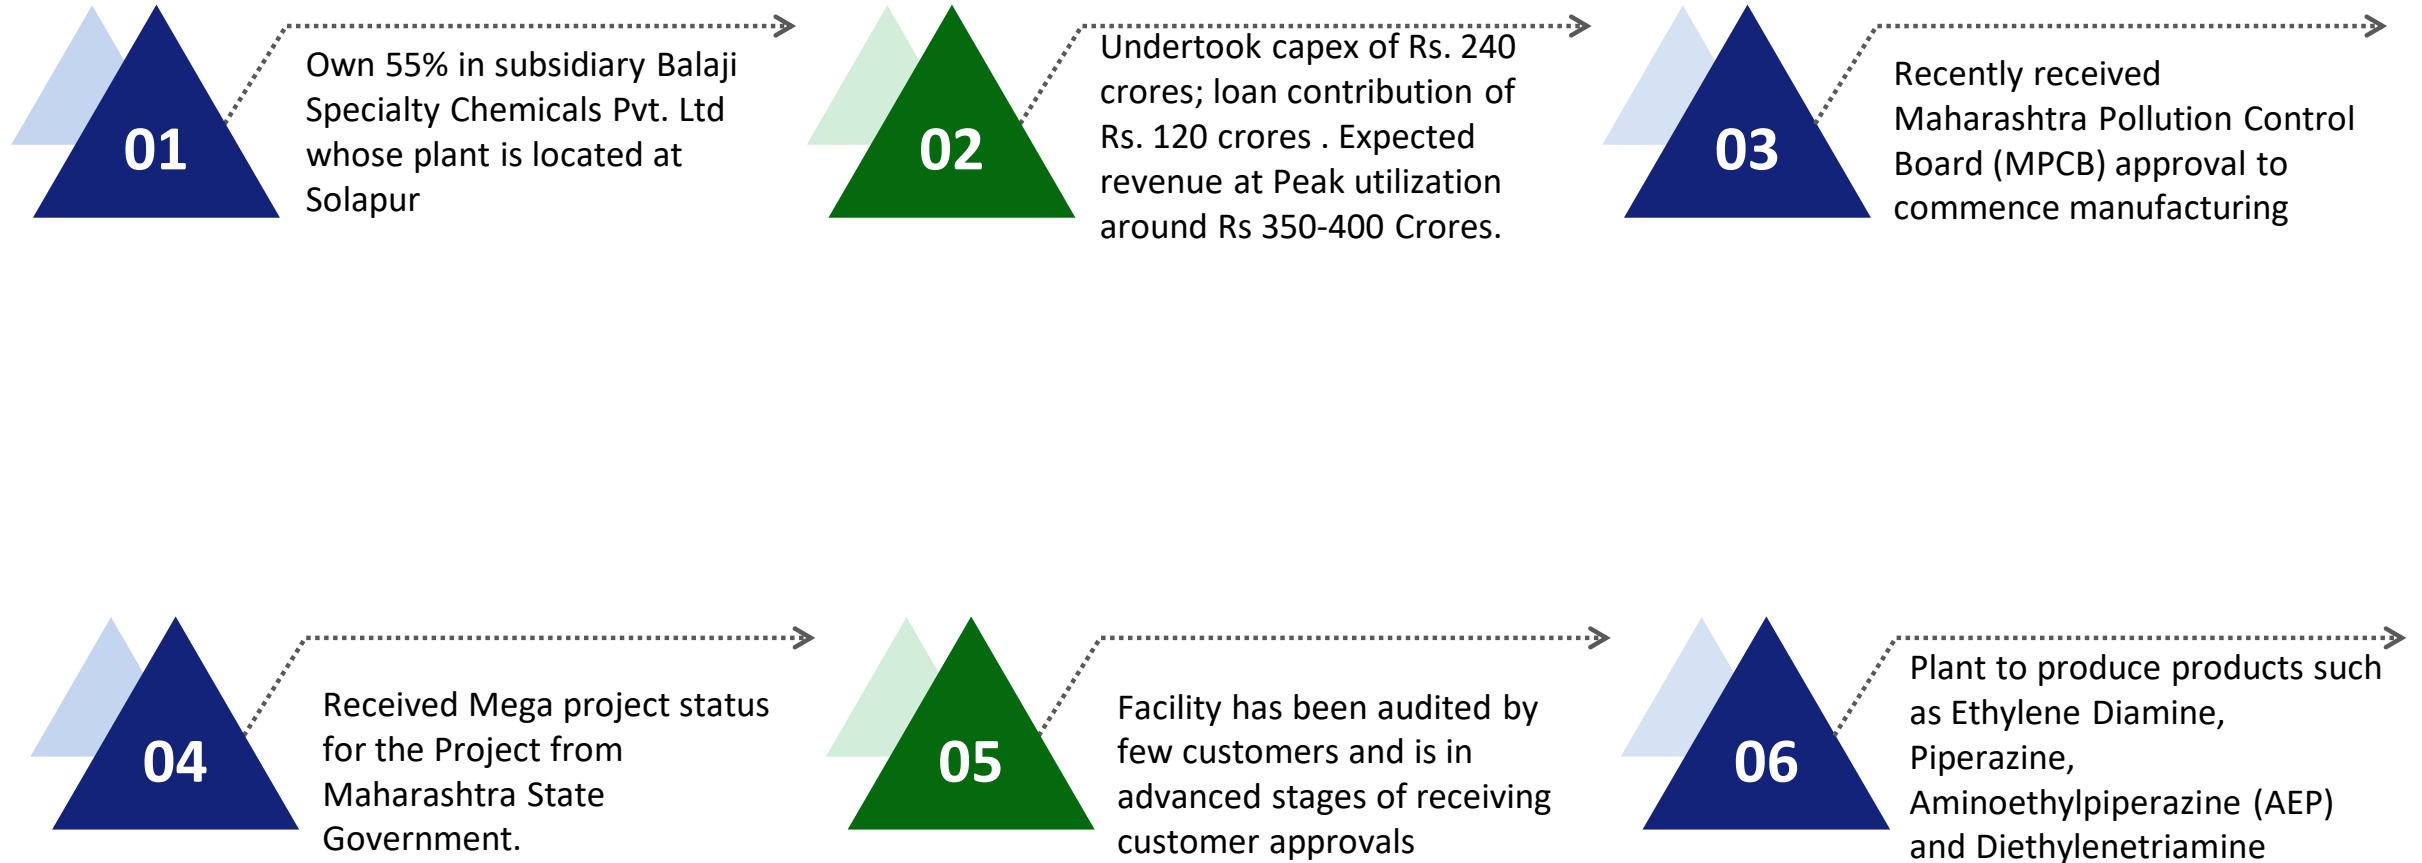 01
Own 55% in subsidiary Balaji
Specialty Chemicals Pvt. Ltd
whose plant is located at
Solapur
02
Undertook capex of Rs. 240
crores; loan contribution of
Rs. 120 crores . Expected
revenue at Peak utilization
around Rs 350-400 Crores.
03
Recently received
Maharashtra Pollution Control
Board (MPCB) approval to
commence manufacturing
04
Received Mega project status
for the Project from
Maharashtra State
Government.
05
Facility has been audited by
few customers and is in
advanced stages of receiving
customer approvals
06
Plant to produce products such
as Ethylene Diamine,
Piperazine,
Aminoethylpiperazine (AEP)
and Diethylenetriamine